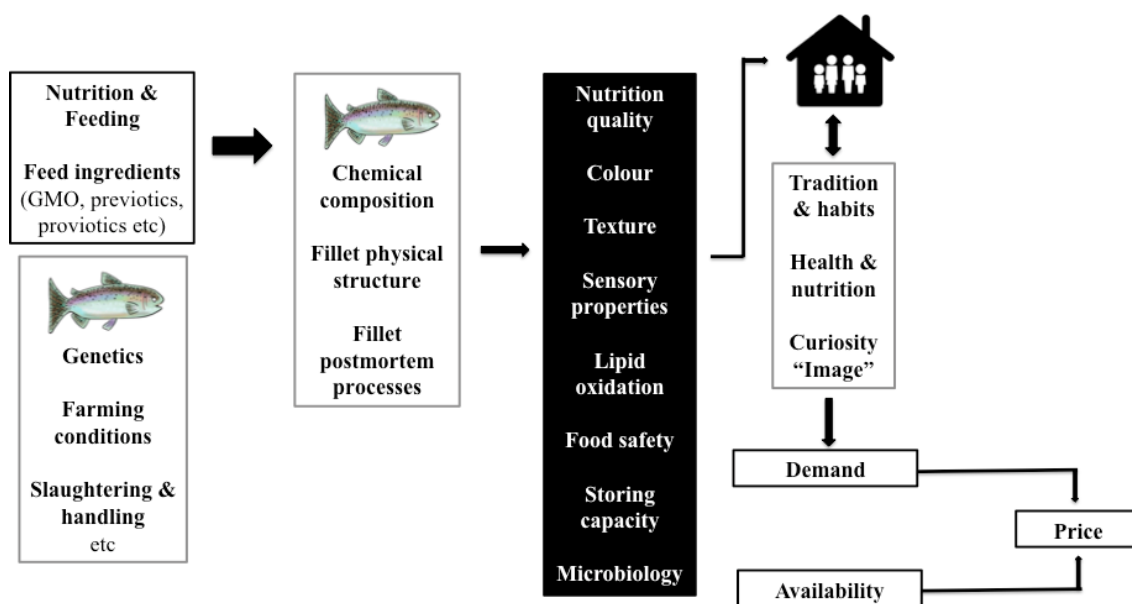 Nutrition &
Feeding
Feed ingredients
(GMO, previotics,
proviotics etc)
Genetics
Farming
conditions
Slaughtering &
handling
etc
Chemical
composition
Fillet physical
structure
Fillet
postmortem
processes
Nutrition
quality
Colour
Texture
Sensory
properties
Lipid
oxidation
Food safety
Storing
capacity
Microbiology
Tradition
& habits
Health &
nutrition
Curiosity
“Image”
Demand
Price
Availability